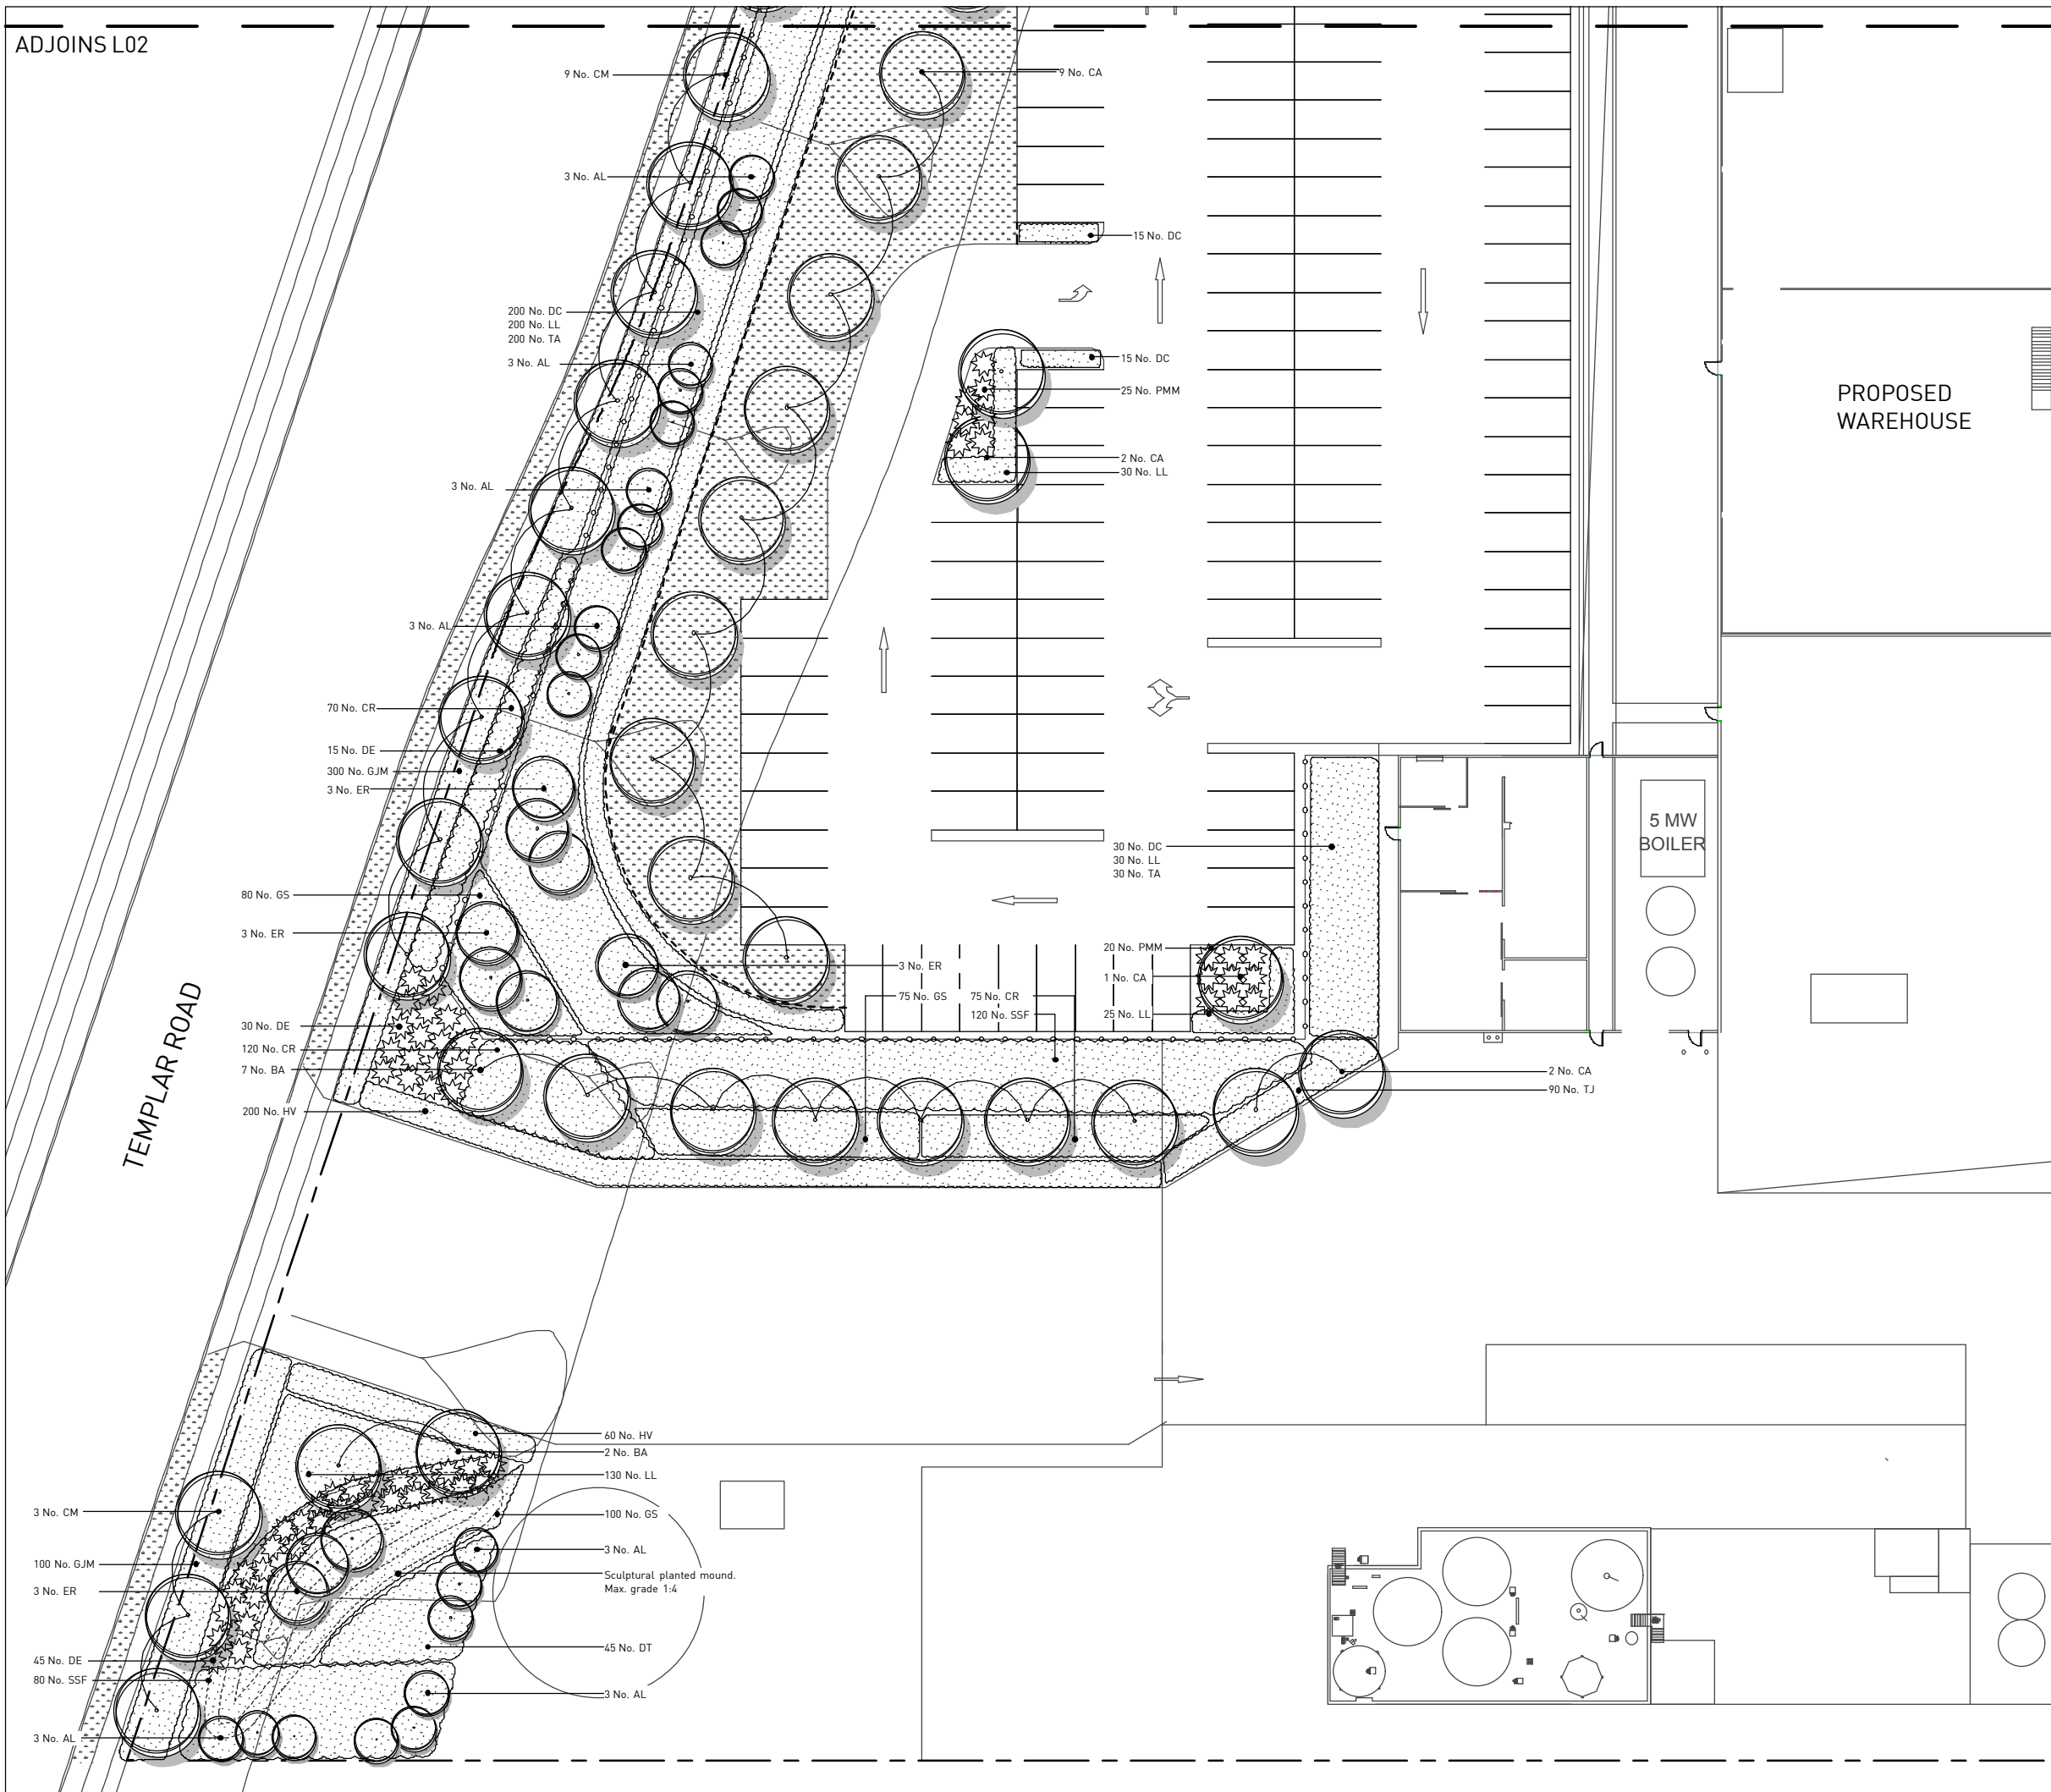 ADJOINS L02
9 No. CM
9 No. CA
3 No. AL
15 No. DC
200 No. DC
200 No. LL
200 No. TA
3 No. AL
15 No. DC
25 No. PMM
PROPOSED
WAREHOUSE
2 No. CA
30 No. LL
3 No. AL
3 No. AL
70 No. CR
15 No. DE
300 No. GJM
3 No. ER
5 MW
BOILER
30 No. DC
30 No. LL
30 No. TA
80 No. GS
3 No. ER
3 No. ER
20 No. PMM
1 No. CA
75 No. GS
75 No. CR
120 No. SSF
25 No. LL
30 No. DE
120 No. CR
7 No. BA
200 No. HV
2 No. CA
90 No. TJ
TEMPLAR ROAD
60 No. HV
2 No. BA
130 No. LL
3 No. CM
100 No. GS
3 No. AL
100 No. GJM
Sculptural planted mound.
Max. grade 1:4
3 No. ER
45 No. DT
45 No. DE
80 No. SSF
3 No. AL
3 No. AL